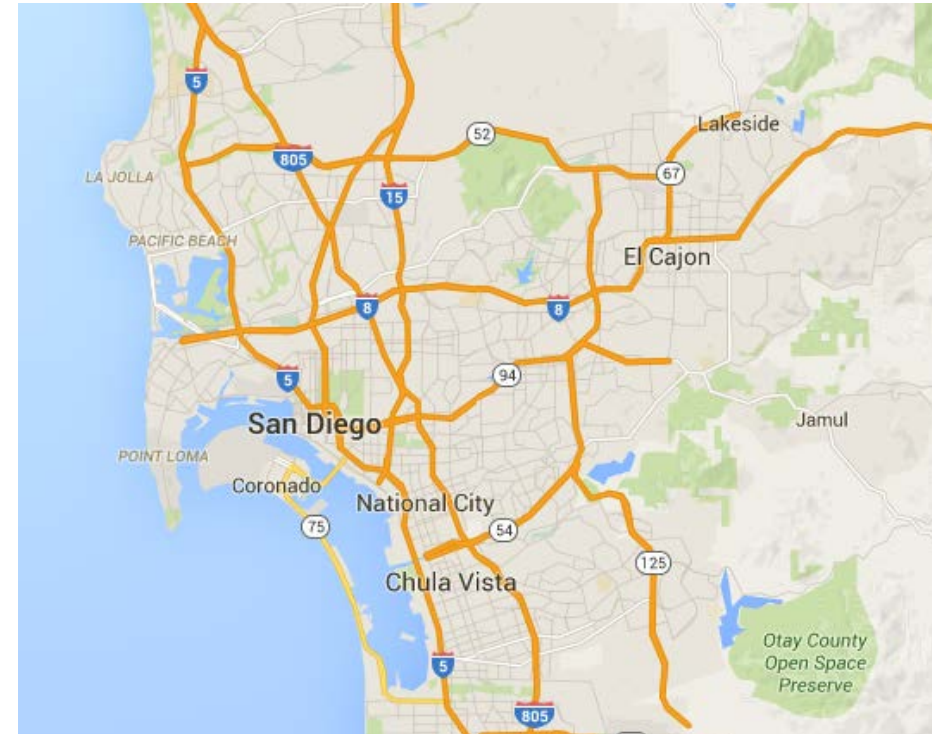 5
52
Lakeside
805
67
LA JOLLA
15
PACIFIC BEACH
El Cajon
8
8
5
94
San Diego
Jamul
POINT LOMA
Coronado
National City
75
54
125
Chula Vista
Otay County
Open Space
Preserve
5
805